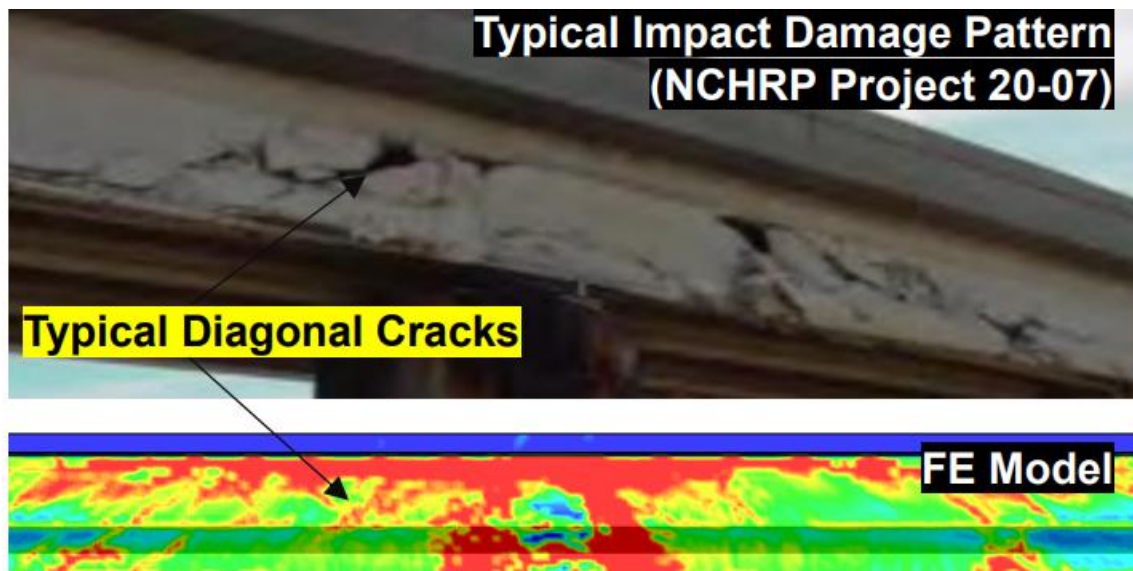 Typical Impact Damage Pattern
(NCHRP Project 20-07)
Typical Diagonal Cracks
FE Model